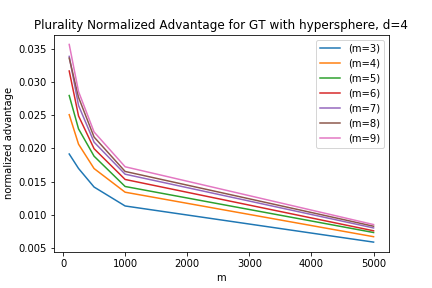 Plurality Normalized Advantage for GT with hypersphere, d=4
normalized advantage
0.035
0.030
0.025
0.020
0.015
0.010
0.005
(m=3)
(m=4)
(m=5)
(m=6)
(m=7)
(m=8)
(m=9)
0
1000
2000
3000
4000
5000
m